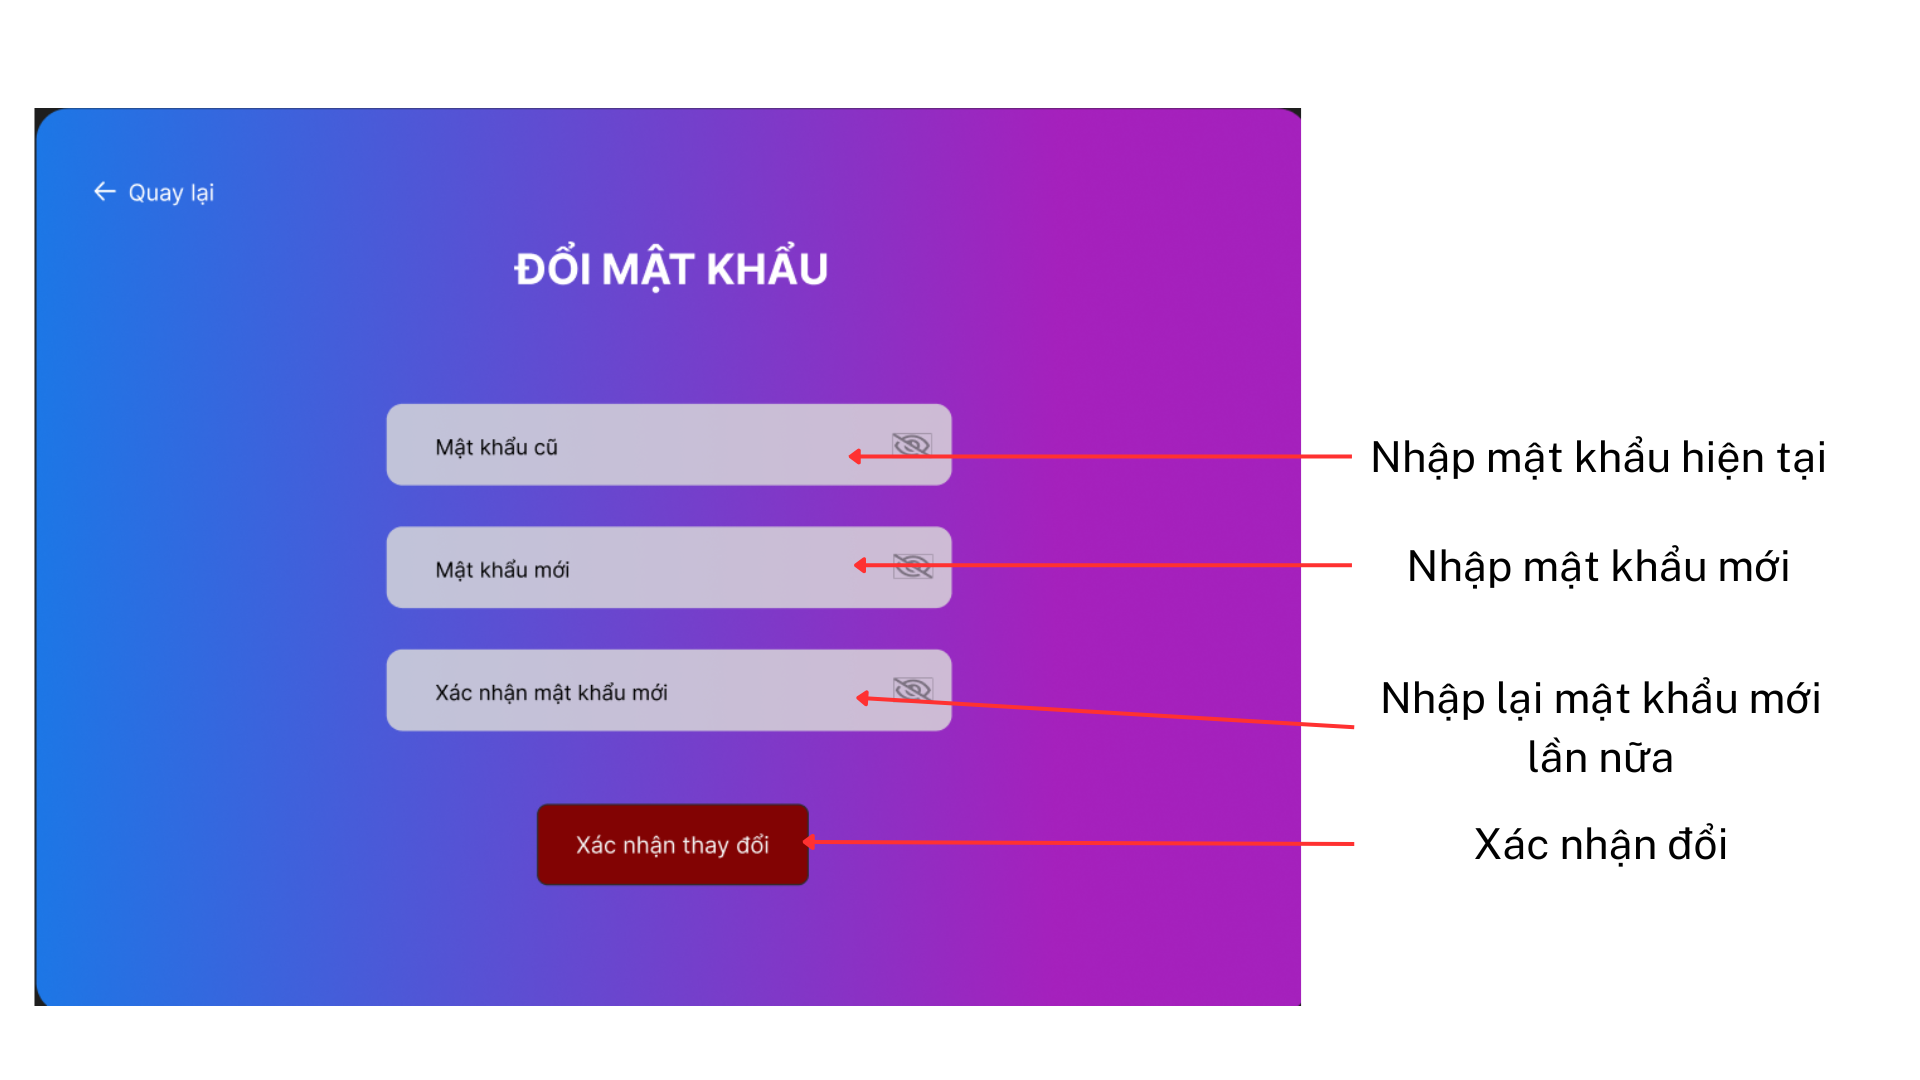 Quay lại
ĐỔI MẬT KHẨU
Mật khẩu cũ
Nhập mật khẩu hiện tại
Mật khẩu mới
Nhập mật khẩu mới
Xác nhận mật khẩu mới
Nhập lại mật khẩu mới
lần nữa
Xác nhận thay đổi
Xác nhận đổi